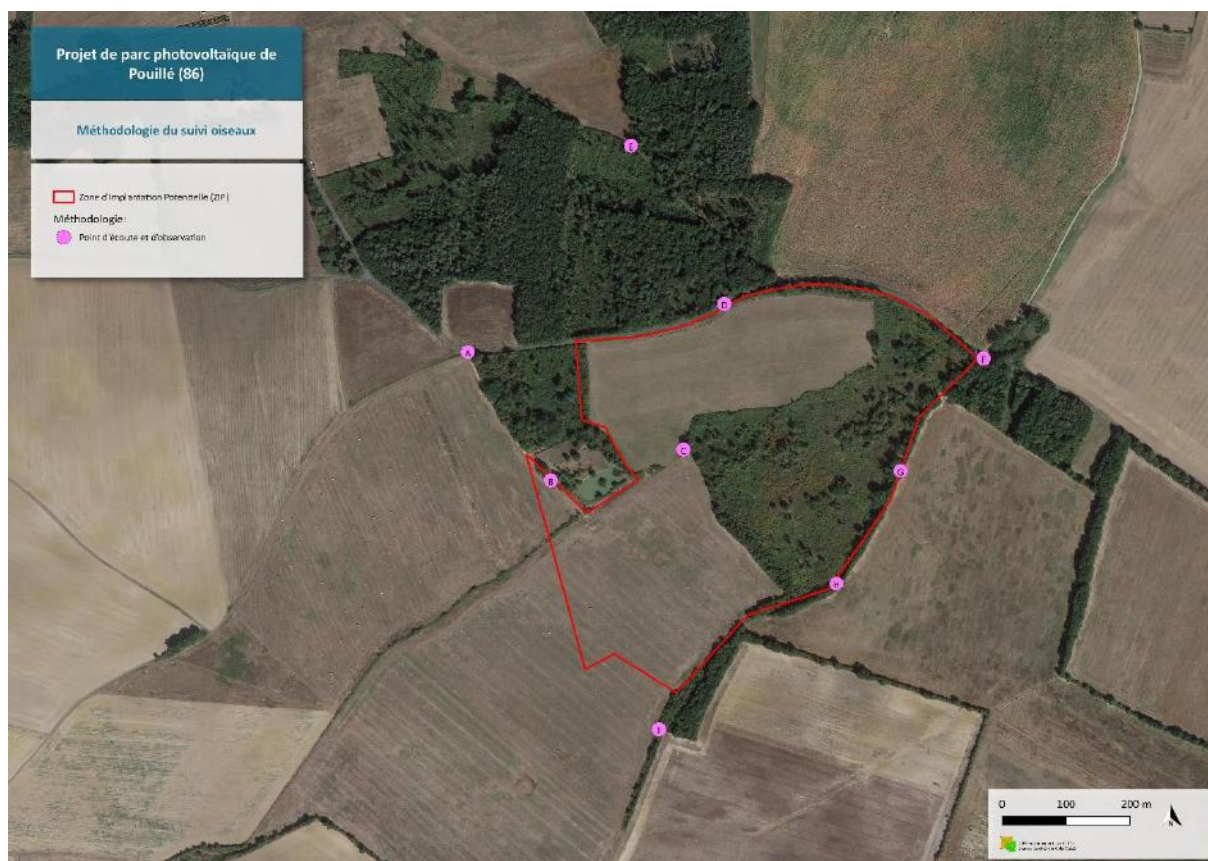 Projet de parc photovoltaïque de
Pouillé (86)
Méthodologie du suivi oiseaux
Zone d'Implantation Potentielle (ZIP)
Méthodologie:
Point d'écoute et d'observation
E
D
A
F
C
G
B
H
I
0 100 200 m
N